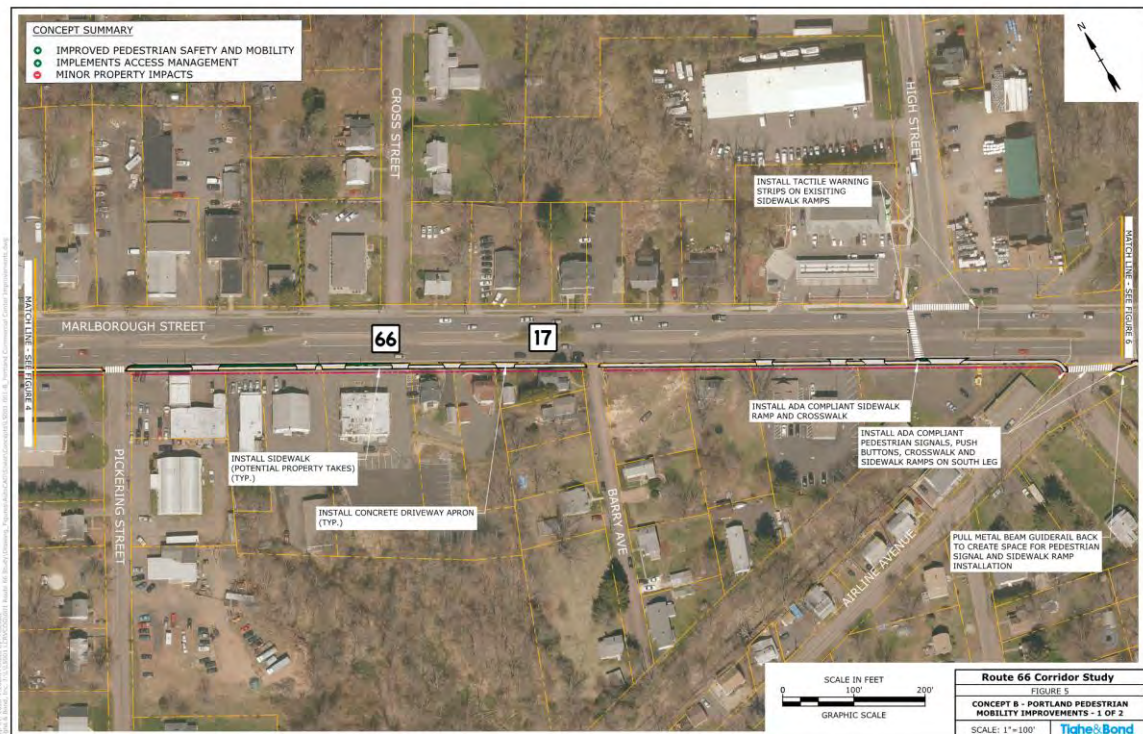 CONCEPT SUMMARY
IMPROVED PEDESTRIAN SAFETY AND MOBILITY
IMPLEMENTS ACCESS MANAGEMENT
MINOR PROPERTY IMPACTS
N
CROSS STREET
HIGH STREET
INSTALL TACTILE WARNING
STRIPS ON EXISITING
SIDEWALK RAMPS
MATCH LINE - SEE FIGURE 4
MATCH LINE - SEE FIGURE 6
MARLBOROUGH STREET
66
17
INSTALL SIDEWALK
(POTENTIAL PROPERTY TAKES)
(TYP.)
INSTALL CONCRETE DRIVEWAY APRON
(TYP.)
INSTALL ADA COMPLIANT SIDEWALK
RAMP AND CROSSWALK
INSTALL ADA COMPLIANT
PEDESTRIAN SIGNALS, PUSH
BUTTONS, CROSSWALK AND
SIDEWALK RAMPS ON SOUTH LEG
PICKERING STREET
BARRY AVE
AIRLINE AVENUE
PULL METAL BEAM GUIDERAIL BACK
TO CREATE SPACE FOR PEDESTRIAN
SIGNAL AND SIDEWALK RAMP
INSTALLATION
SCALE IN FEET
0 100' 200'
GRAPHIC SCALE
Route 66 Corridor Study
FIGURE 5
CONCEPT B - PORTLAND PEDESTRIAN
MOBILITY IMPROVEMENTS - 1 OF 2
SCALE: 1"=100'
Tighe&Bond